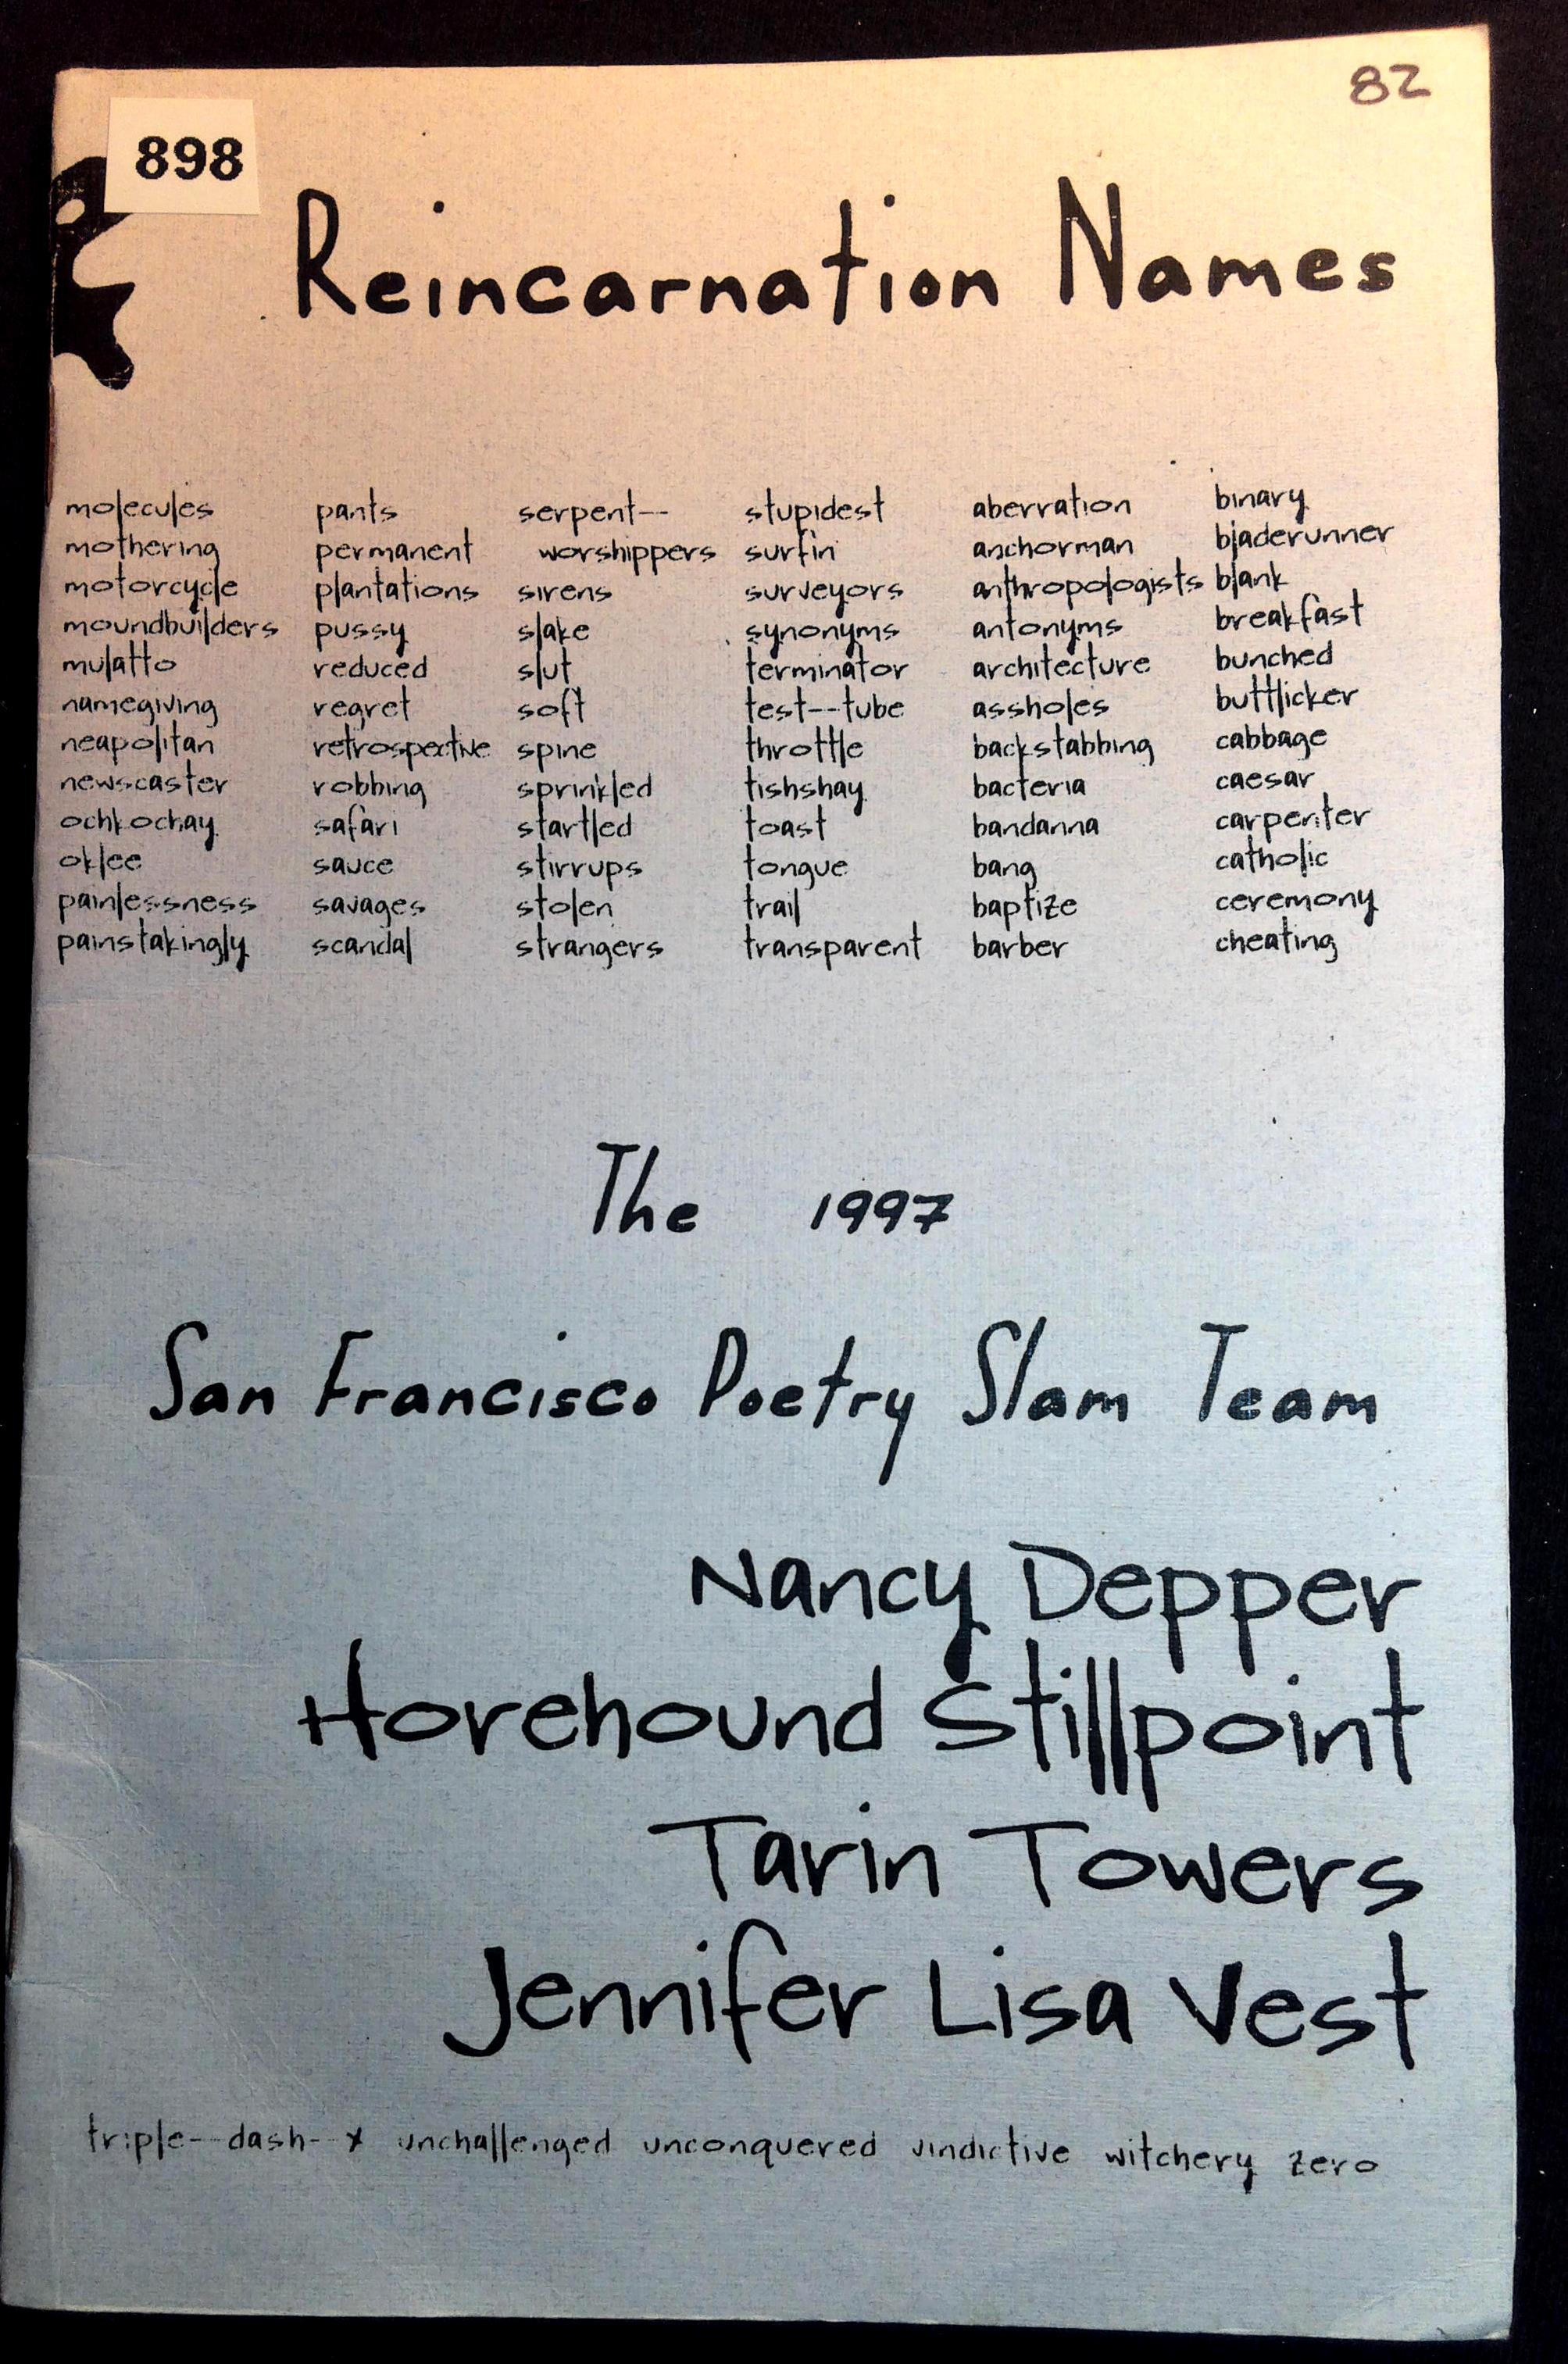 82
898
Reincarnation Names
molecules
mothering
motorcycle
moundbuilders
mulatto
namegiving
neapolitan
newscaster
ochkochay
oklee
painlessness
painstakingly
pants
permanent
plantations
pussy
reduced
regret
retrospective
robbing
safari
sauce
savages
scandal
serpent--
worshippers
sirens
slake
slut
soft
spine
sprinkled
startled
stirrups
stolen
strangers
stupidest
surfin'
surveyors
synonyms
terminator
test--tube
throttle
tishshay
toast
tongue
trail
transparent
aberration
anchorman
anthropologists
antonyms
architecture
assholes
backstabbing
bacteria
bandanna
bang
baptize
barber
binary
bladerunner
blank
breakfast
bunched
buttlicker
cabbage
caesar
carpenter
catholic
ceremony
cheating
The 1997
San Francisco Poetry Slam Team
Nancy Depper
Horehound Stillpoint
Tarin Towers
Jennifer Lisa Vest
triple--dash--x unchallenged unconquered vindictive witchery zero